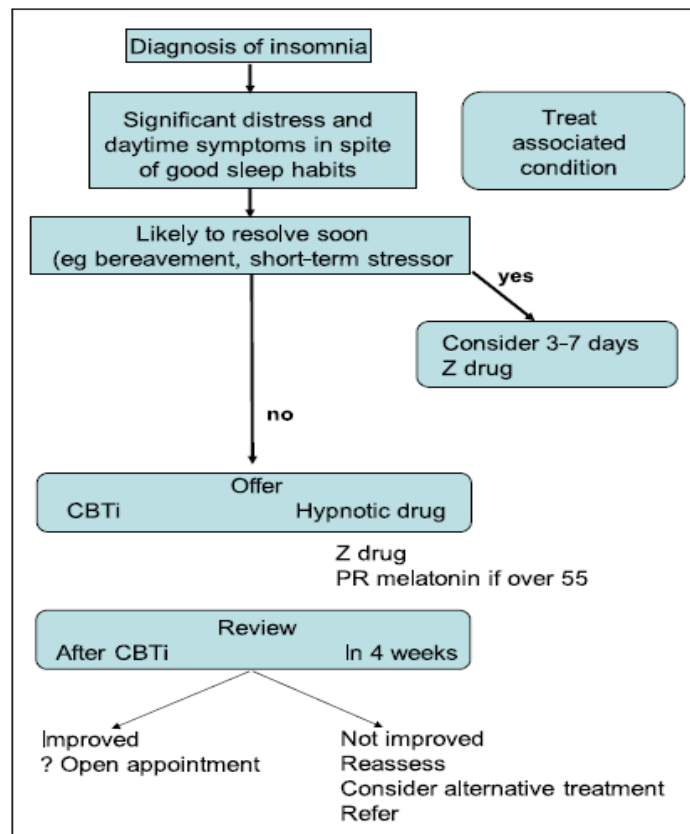 Diagnosis of insomnia
Significant distress and
daytime symptoms in spite
of good sleep habits
Treat
associated
condition
Likely to resolve soon
(eg bereavement, short-term stressor
yes
Consider 3-7 days
Z drug
no
Offer
CBTi Hypnotic drug
Z drug
PR melatonin if over 55
Review
After CBTi In 4 weeks
Improved
? Open appointment
Not improved
Reassess
Consider alternative treatment
Refer